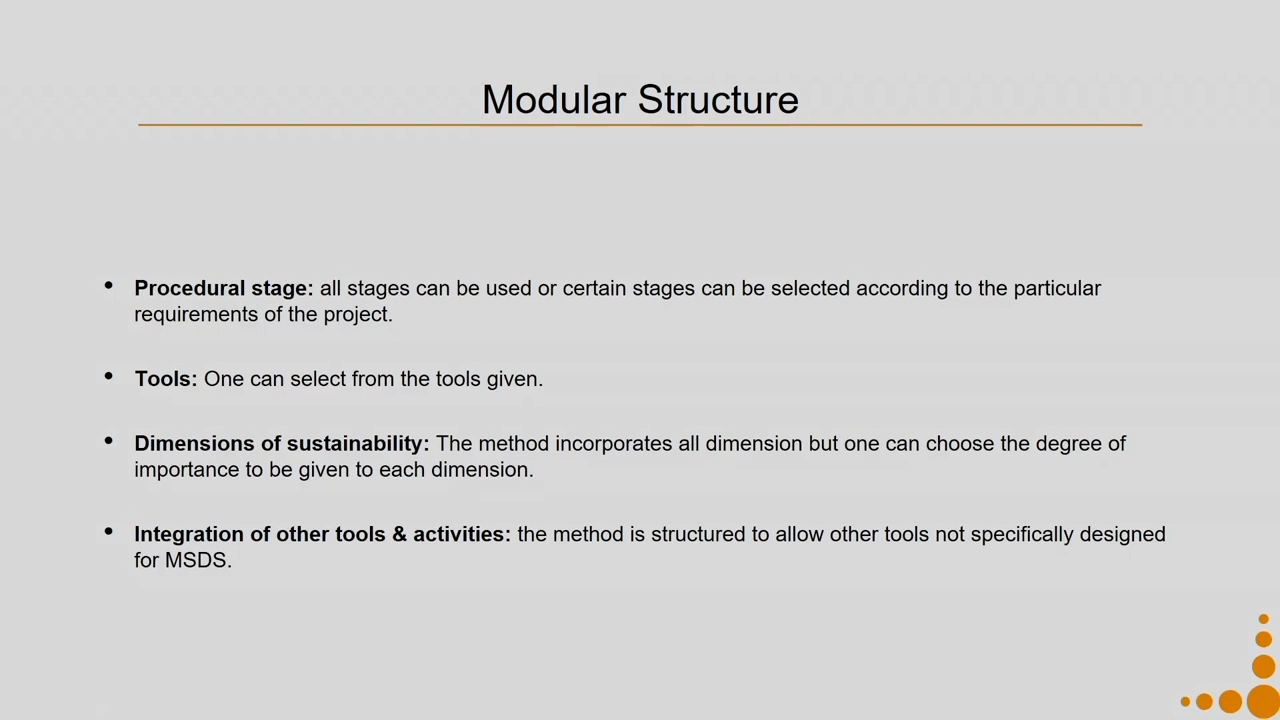 Modular Structure
• Procedural stage: all stages can be used or certain stages can be selected according to the particular
requirements of the project.
• Tools: One can select from the tools given.
• Dimensions of sustainability: The method incorporates all dimension but one can choose the degree of
importance to be given to each dimension.
• Integration of other tools & activities: the method is structured to allow other tools not specifically designed
for MSDS.